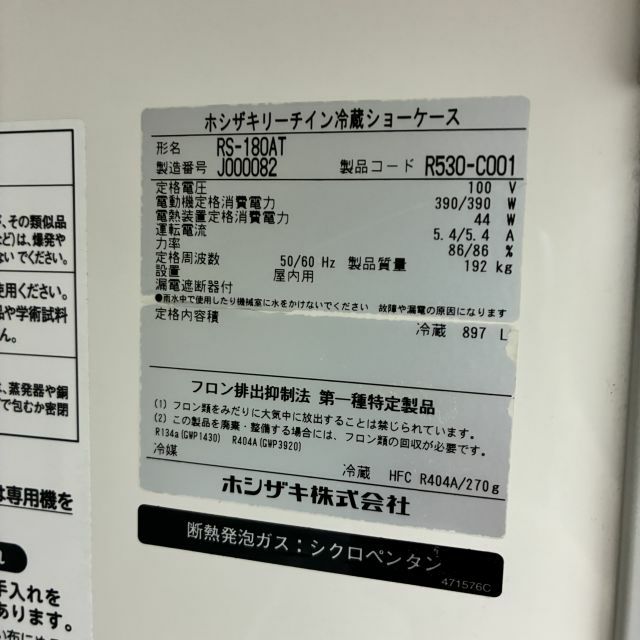 ホシザキリーチイン冷蔵ショーケース
形名 RS-180AT
製造番号 J000082 製品コード R530-C001
定格電圧 100 V
電動機定格消費電力 390/390 W
電熱装置定格消費電力 44 W
運転電流 5.4/5.4 A
力率 86/86 %
定格周波数 50/60 Hz 製品質量 192 kg
設置 屋内用
漏電遮断器付
●雨水中で使用したり機械室に水をかけないでください 故障や漏電の原因になります
定格内容積 冷蔵 897 L
フロン排出抑制法 第一種特定製品
(1) フロン類をみだりに大気中に放出することは禁じられています。
(2) この製品を廃棄・整備する場合には、フロン類の回収が必要です。
R134a(GWP1430) R404A(GWP3920)
冷媒 冷蔵 HFC R404A/270g
ホシザキ株式会社
断熱発泡ガス:シクロペンタン
471576C
、その類似品
ど)は、爆発や
ないでください。
使用ください。
品や学術試料
ん。
は、蒸発器や銅
で包むか密閉
は専用機を
手入れを
あります。